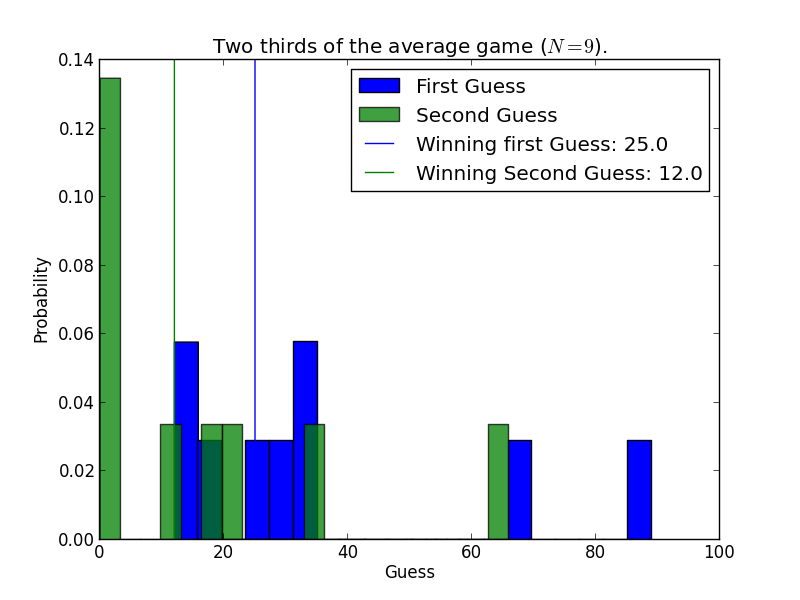 Two thirds of the average game (N=9).
0.14
0.12
0.10
0.08
0.06
0.04
0.02
0.00
Probability
First Guess
Second Guess
Winning first Guess: 25.0
Winning Second Guess: 12.0
0 20 40 60 80 100
Guess